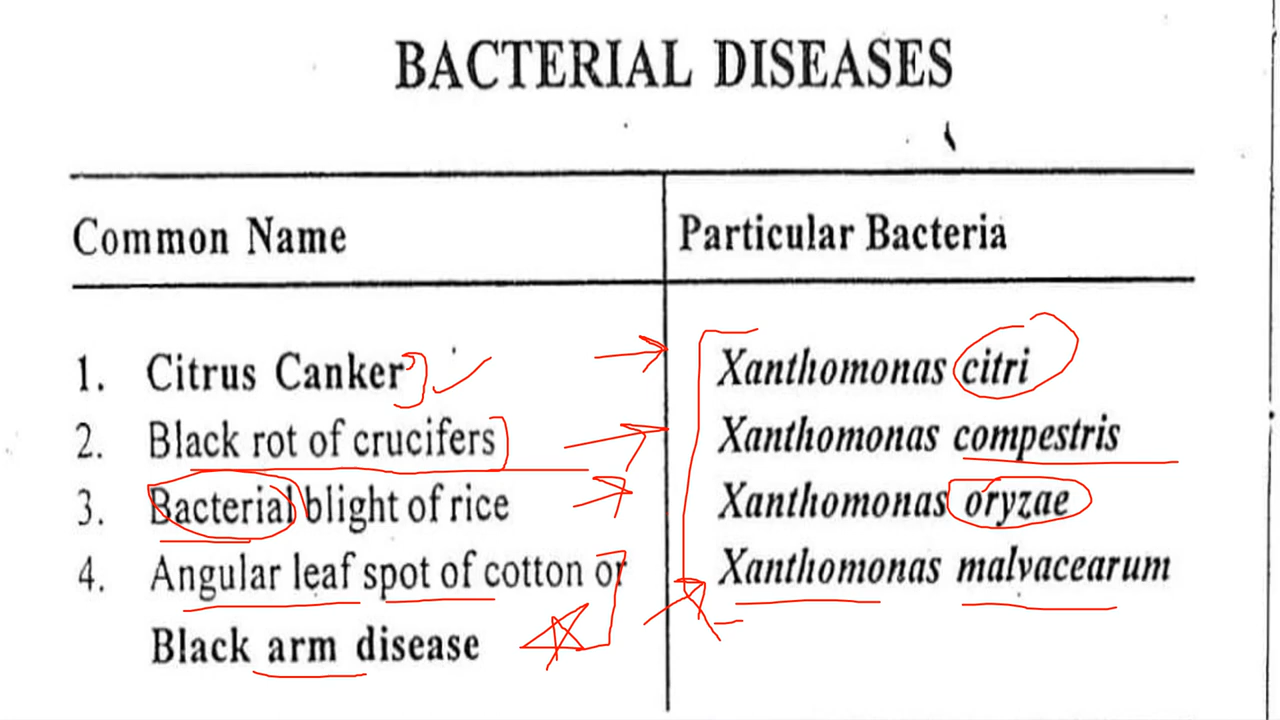 BACTERIAL DISEASES
Common Name Particular Bacteria
1. Citrus Canker Xanthomonas citri
2. Black rot of crucifers Xanthomonas compestris
3. Bacterial blight of rice Xanthomonas oryzae
4. Angular leaf spot of cotton or Xanthomonas malvacearum
Black arm disease